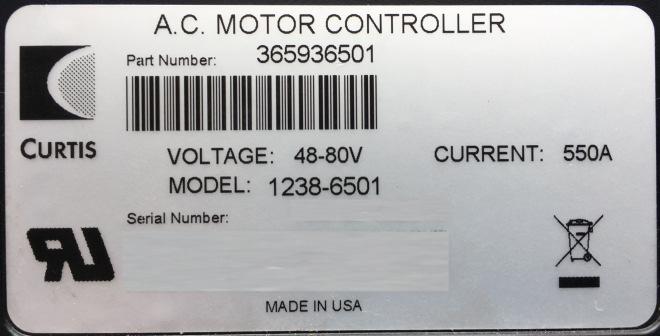 A.C. MOTOR CONTROLLER
Part Number: 365936501
CURTIS
VOLTAGE: 48-80V CURRENT: 550A
MODEL: 1238-6501
Serial Number:
RU
MADE IN USA